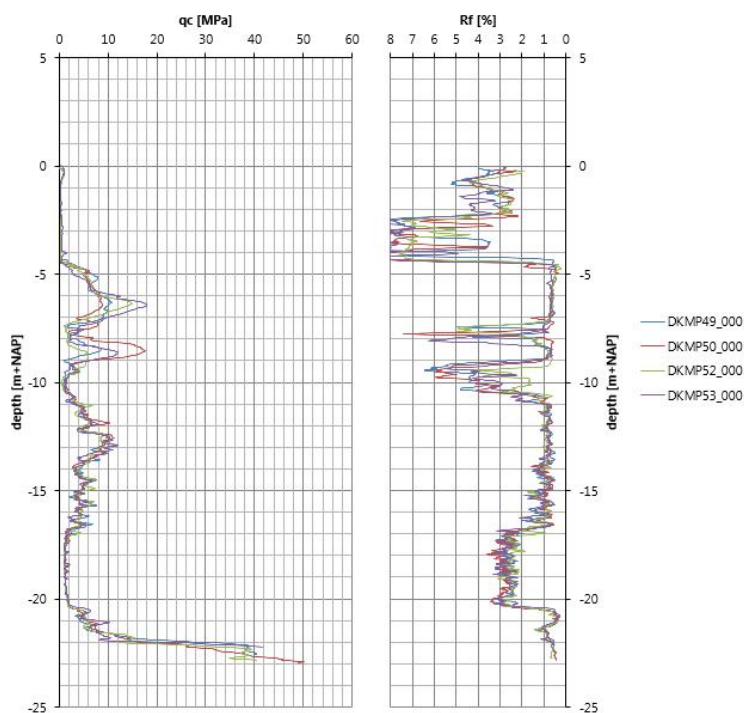 qc [MPa]
0 10 20 30 40 50 60
5
0
-5
-10
-15
-20
-25
depth [m+NAP]
Rf [%]
8 7 6 5 4 3 2 1 0
5
0
-5
-10
-15
-20
-25
depth [m+NAP]
DKMP49_000
DKMP50_000
DKMP52_000
DKMP53_000